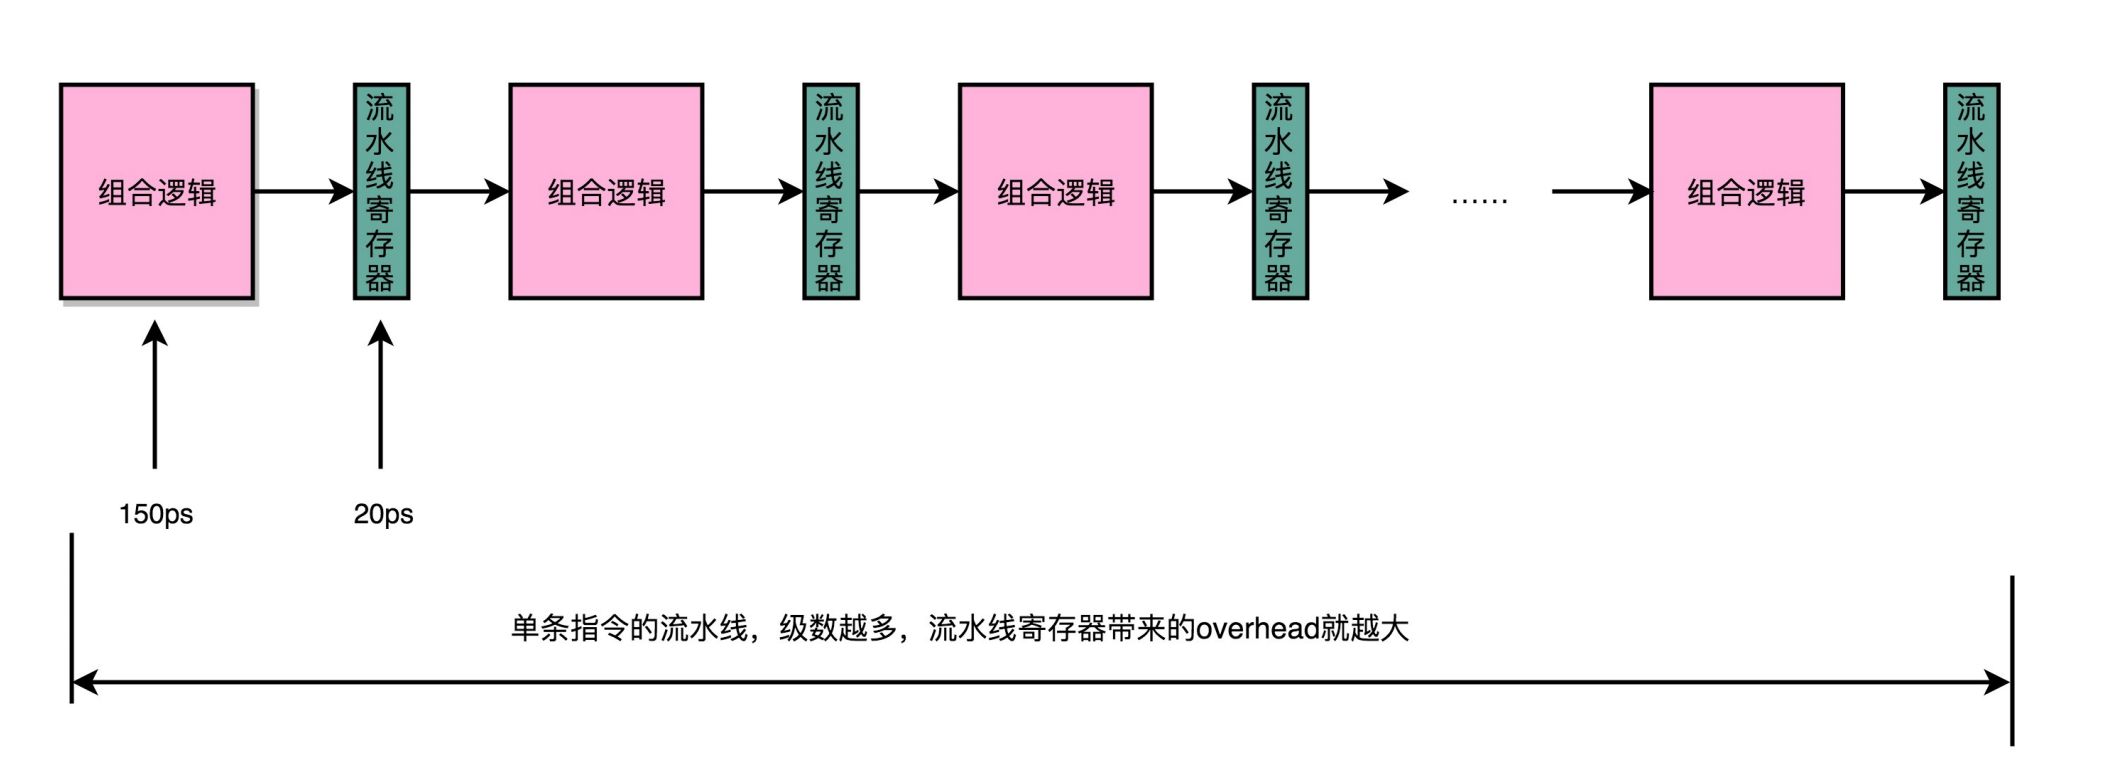 组合逻辑
流水线寄存器
组合逻辑
流水线寄存器
组合逻辑
流水线寄存器
......
组合逻辑
流水线寄存器
150ps
20ps
单条指令的流水线，级数越多，流水线寄存器带来的overhead就越大